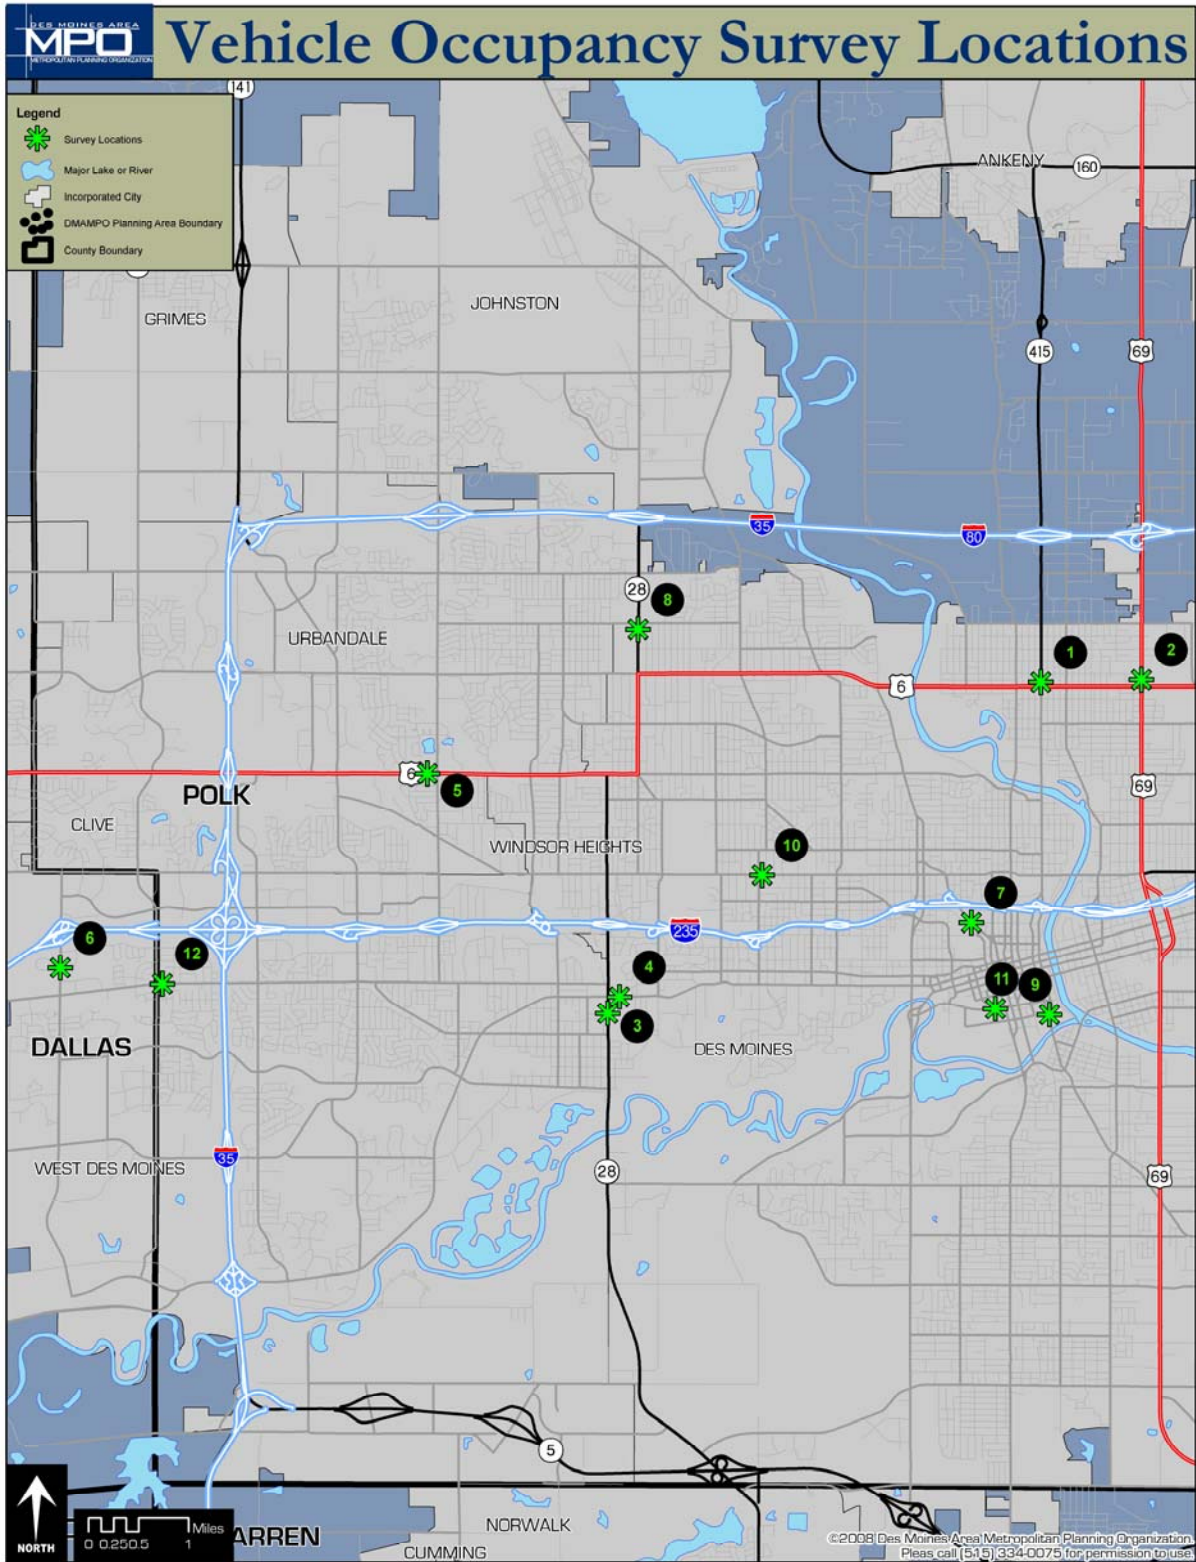 DES MOINES AREA
MPO
METROPOLITAN PLANNING ORGANIZATION
Vehicle Occupancy Survey Locations
Legend
Survey Locations
Major Lake or River
Incorporated City
DMAMPO Planning Area Boundary
County Boundary
141
ANKENY
160
GRIMES
JOHNSTON
415
69
35
80
28
8
URBANDALE
1
2
6
6
5
69
POLK
CLIVE
WINDSOR HEIGHTS
10
7
6
12
235
4
11
9
3
DALLAS
DES MOINES
WEST DES MOINES
35
28
69
5
NORTH
0 0.250.5 1
Miles
ARREN
NORWALK
CUMMING
©2008 Des Moines Area Metropolitan Planning Organization
Pleas call (515) 334-0075 for permission to use